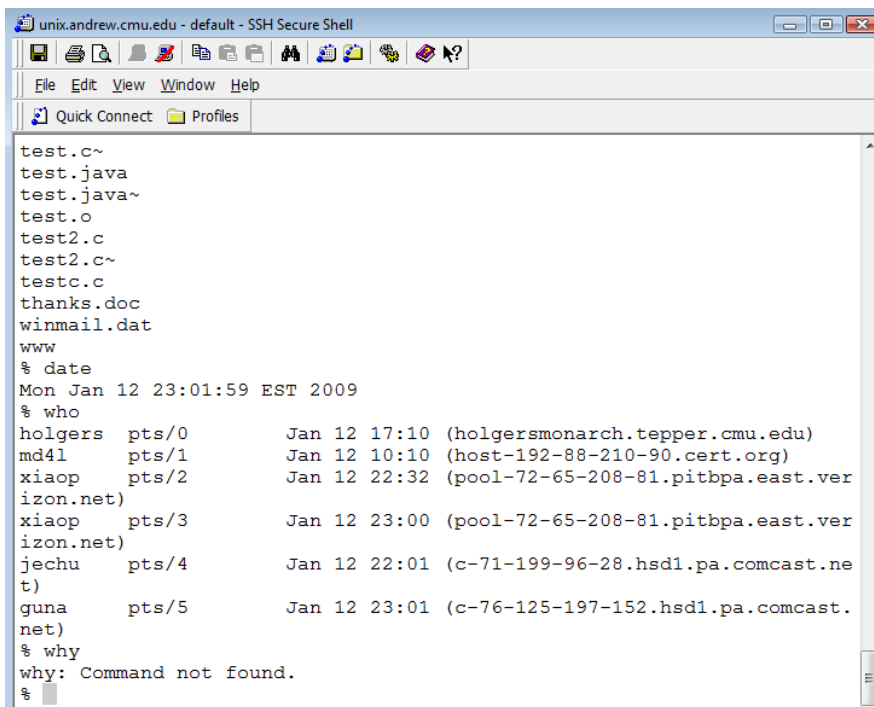 unix.andrew.cmu.edu - default - SSH Secure Shell
File Edit View Window Help
Quick Connect Profiles
test.c~
test.java
test.java~
test.o
test2.c
test2.c~
testc.c
thanks.doc
winmail.dat
www
% date
Mon Jan 12 23:01:59 EST 2009
% who
holgers  pts/0        Jan 12 17:10 (holgersmonarch.tepper.cmu.edu)
md4l     pts/1        Jan 12 10:10 (host-192-88-210-90.cert.org)
xiaop    pts/2        Jan 12 22:32 (pool-72-65-208-81.pitbpa.east.ver
izon.net)
xiaop    pts/3        Jan 12 23:00 (pool-72-65-208-81.pitbpa.east.ver
izon.net)
jechu    pts/4        Jan 12 22:01 (c-71-199-96-28.hsd1.pa.comcast.ne
t)
guna     pts/5        Jan 12 23:01 (c-76-125-197-152.hsd1.pa.comcast.
net)
% why
why: Command not found.
%